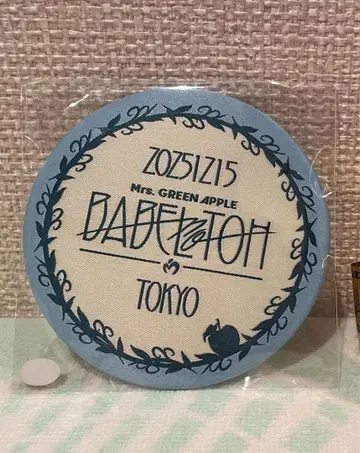 20251215
Mrs. GREEN APPLE
BABEL no TOH
TOKYO